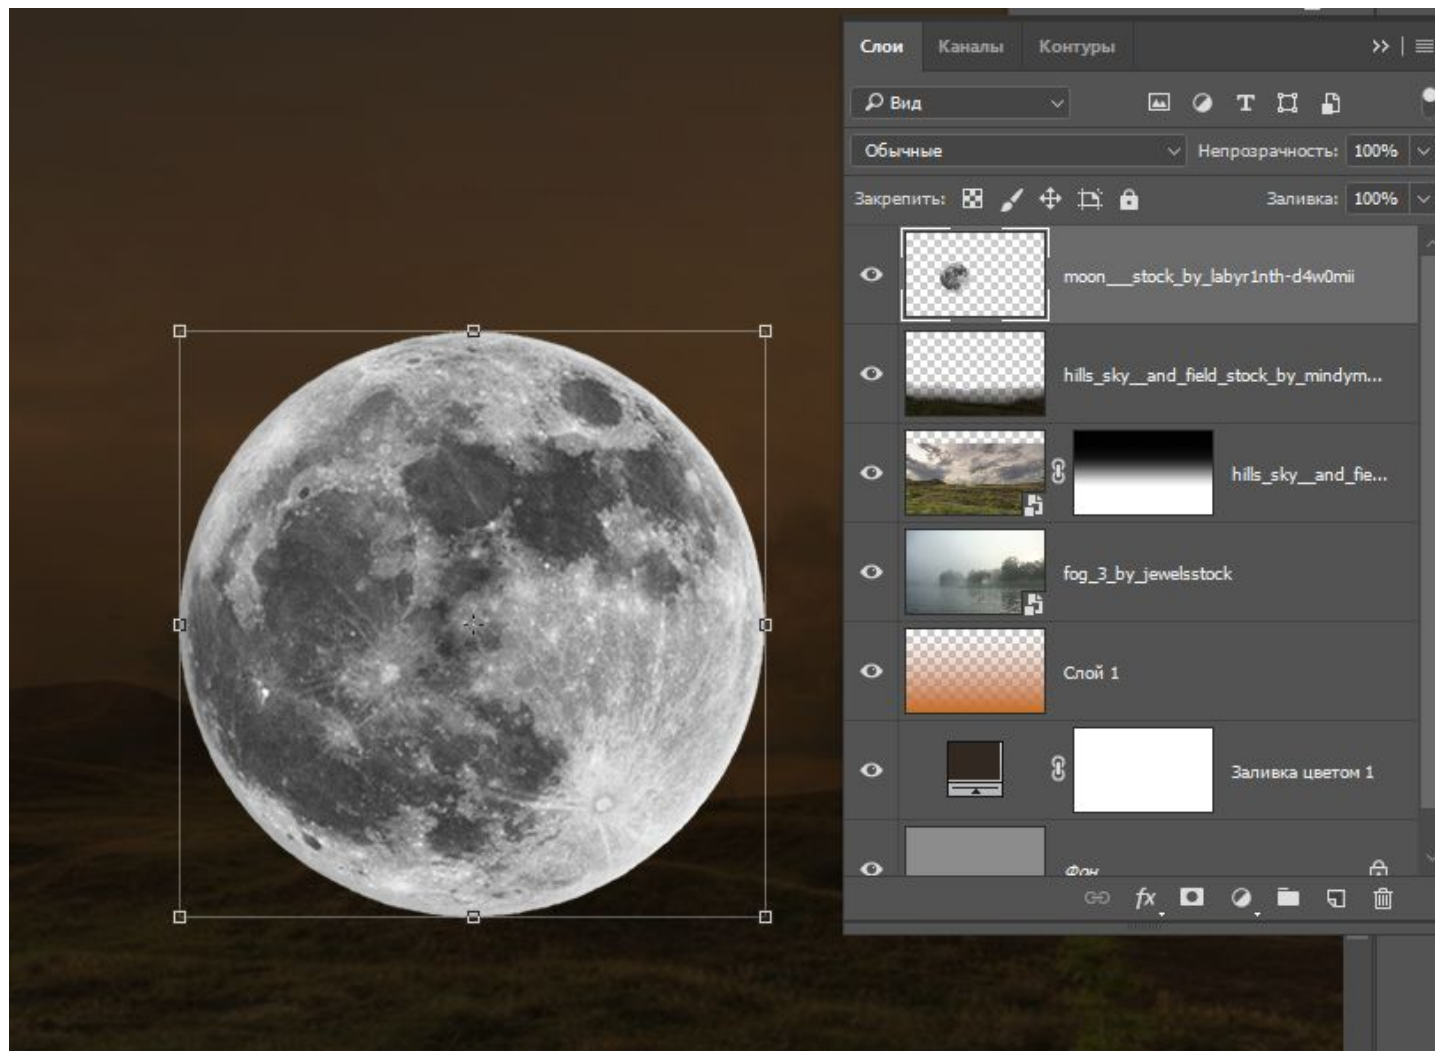 Слои Каналы Контуры
Вид
Обычные Непрозрачность: 100%
Закрепить: Заливка: 100%
moon___stock_by_labyr1nth-d4w0mii
hills_sky__and_field_stock_by_mindym...
hills_sky__and_fie...
fog_3_by_jewelsstock
Слой 1
Заливка цветом 1
Фон
fx